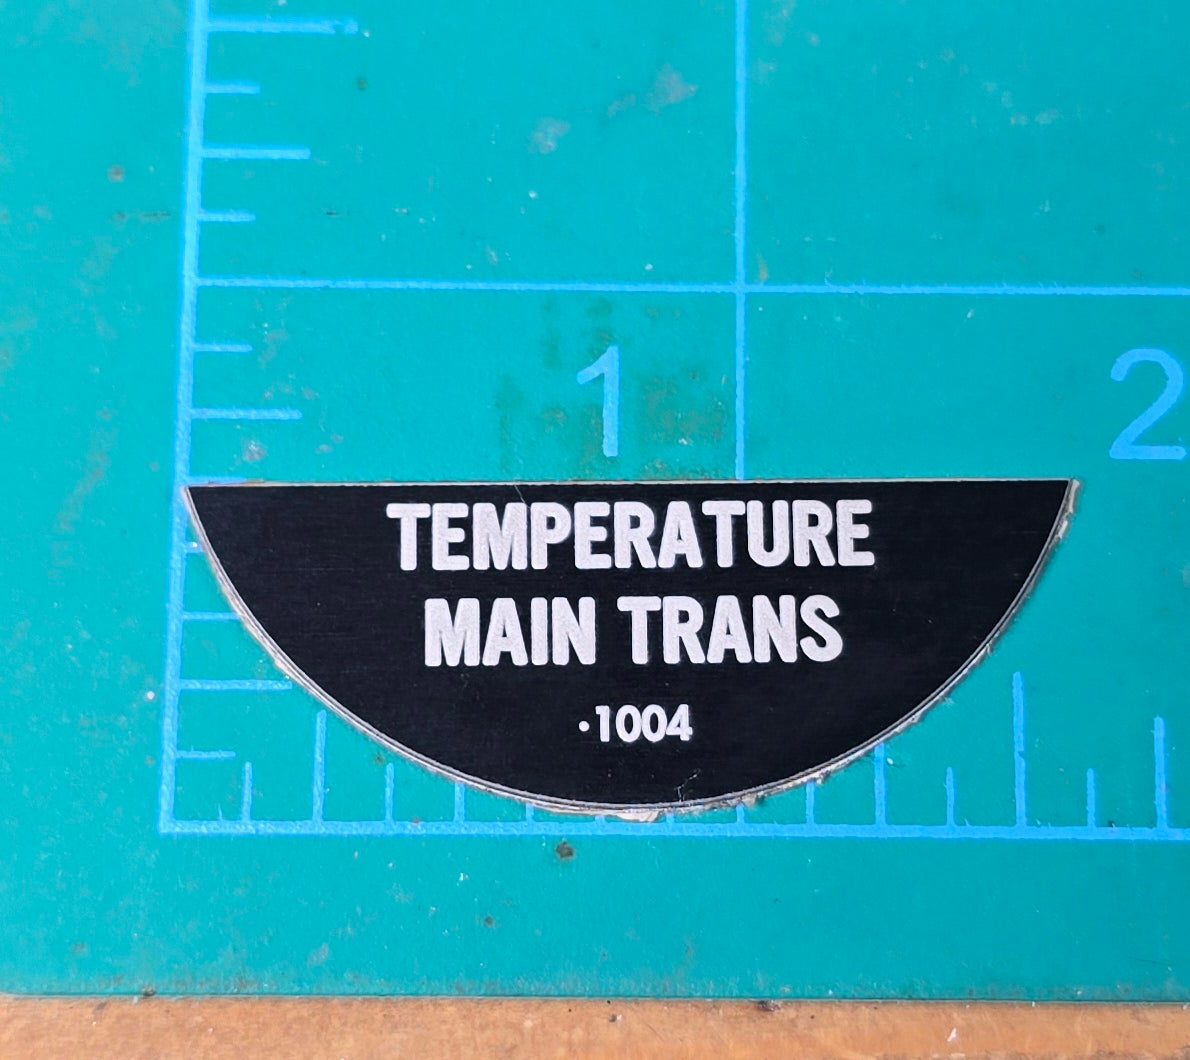 1
2
TEMPERATURE
MAIN TRANS
·1004